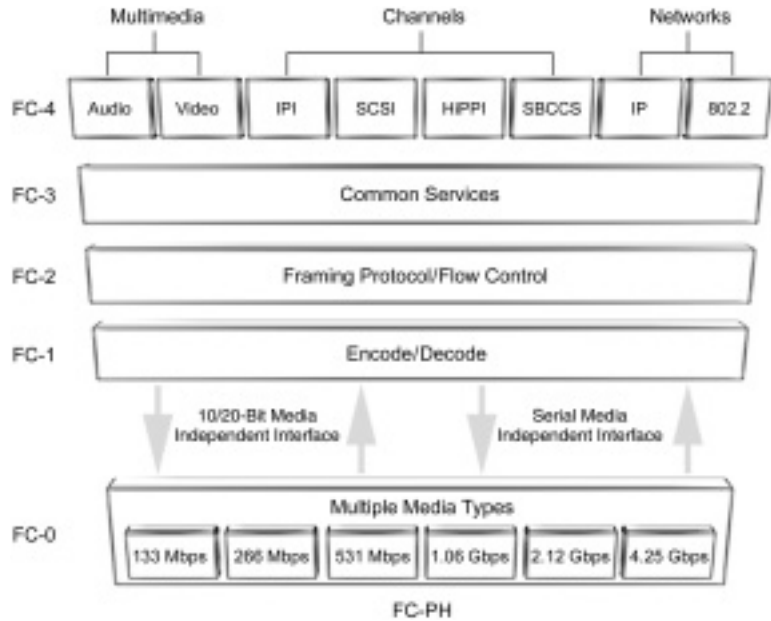 Multimedia Channels Networks
FC-4 Audio Video IPI SCSI HiPPI SBCCS IP 802.2
FC-3 Common Services
FC-2 Framing Protocol/Flow Control
FC-1 Encode/Decode
10/20-Bit Media
Independent Interface
Serial Media
Independent Interface
FC-0
Multiple Media Types
133 Mbps 266 Mbps 531 Mbps 1.06 Gbps 2.12 Gbps 4.25 Gbps
FC-PH